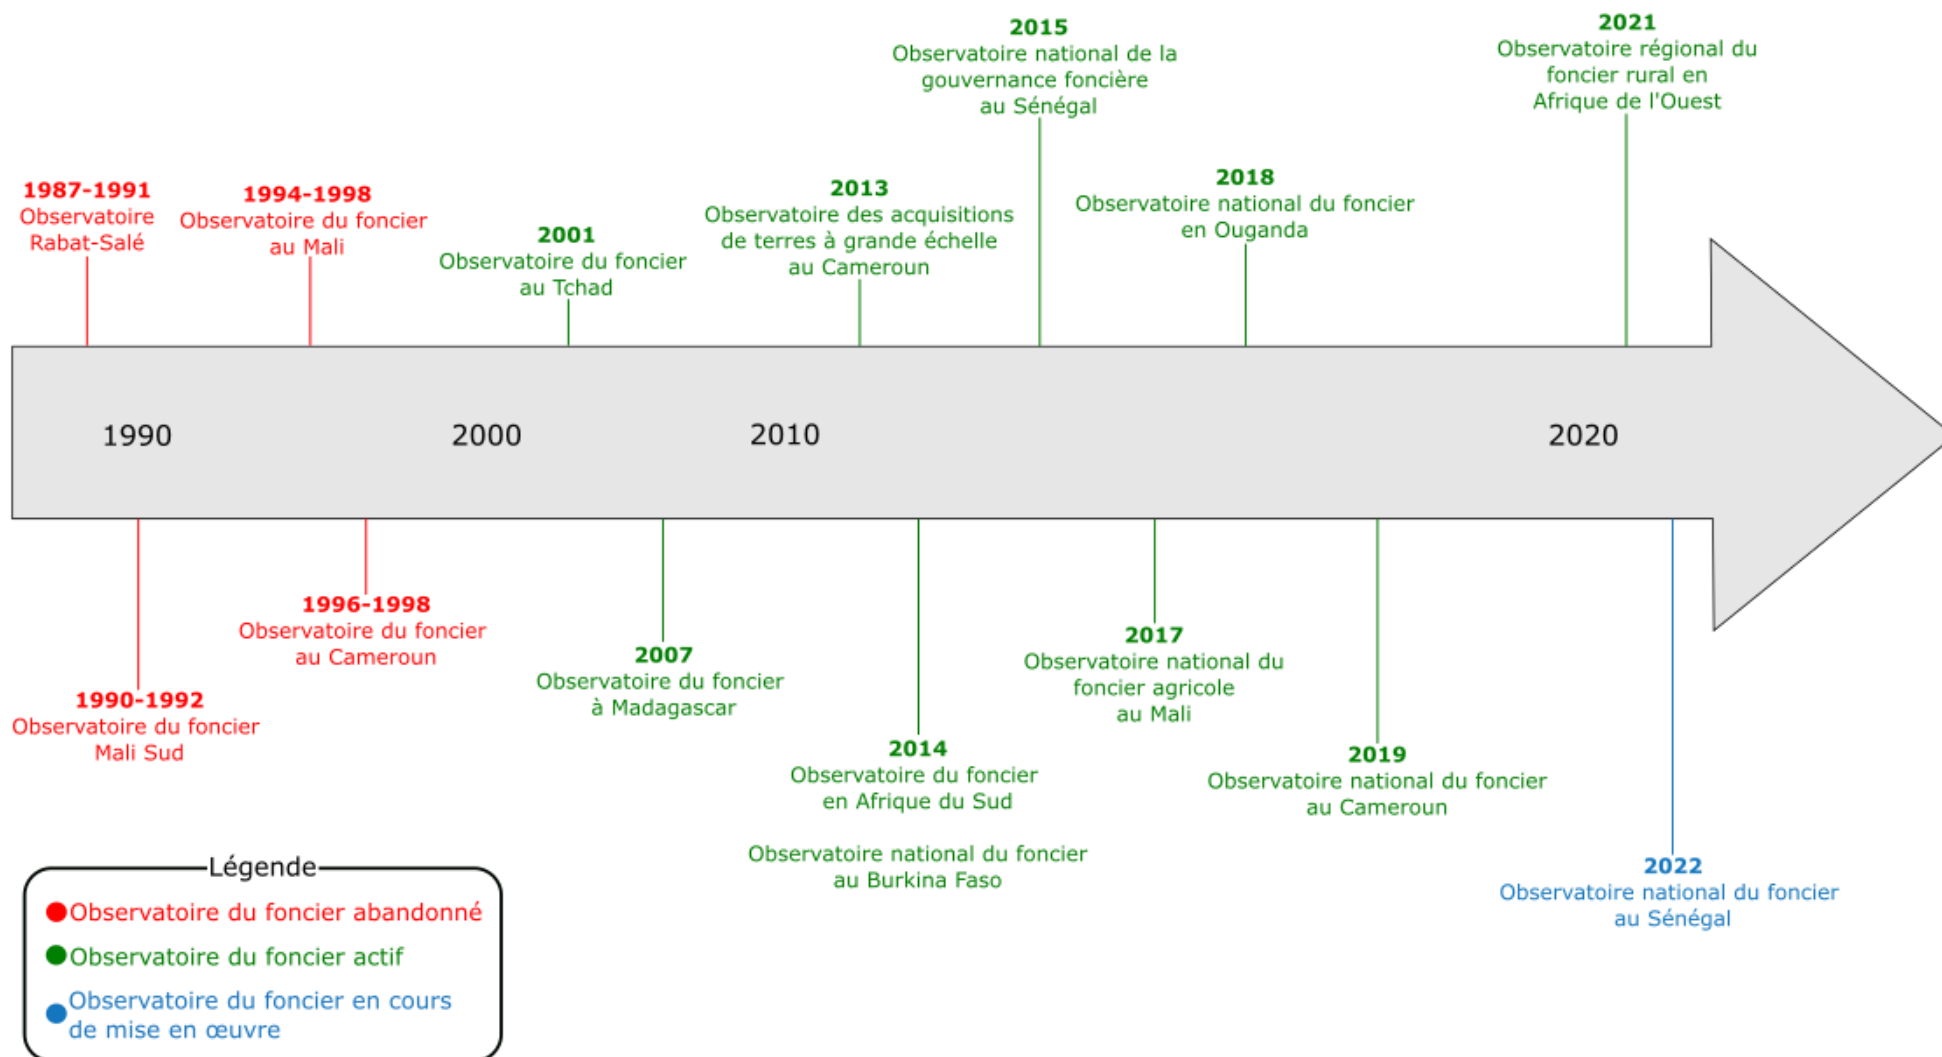 2015
Observatoire national de la
gouvernance foncière
au Sénégal
2021
Observatoire régional du
foncier rural en
Afrique de l'Ouest
1987-1991
Observatoire
Rabat-Salé
1994-1998
Observatoire du foncier
au Mali
2001
Observatoire du foncier
au Tchad
2013
Observatoire des acquisitions
de terres à grande échelle
au Cameroun
2018
Observatoire national du foncier
en Ouganda
1990
2000
2010
2020
1990-1992
Observatoire du foncier
Mali Sud
1996-1998
Observatoire du foncier
au Cameroun
2007
Observatoire du foncier
à Madagascar
2014
Observatoire du foncier
en Afrique du Sud
Observatoire national du foncier
au Burkina Faso
2017
Observatoire national du
foncier agricole
au Mali
2019
Observatoire national du foncier
au Cameroun
2022
Observatoire national du foncier
au Sénégal
Légende
Observatoire du foncier abandonné
Observatoire du foncier actif
Observatoire du foncier en cours
de mise en œuvre